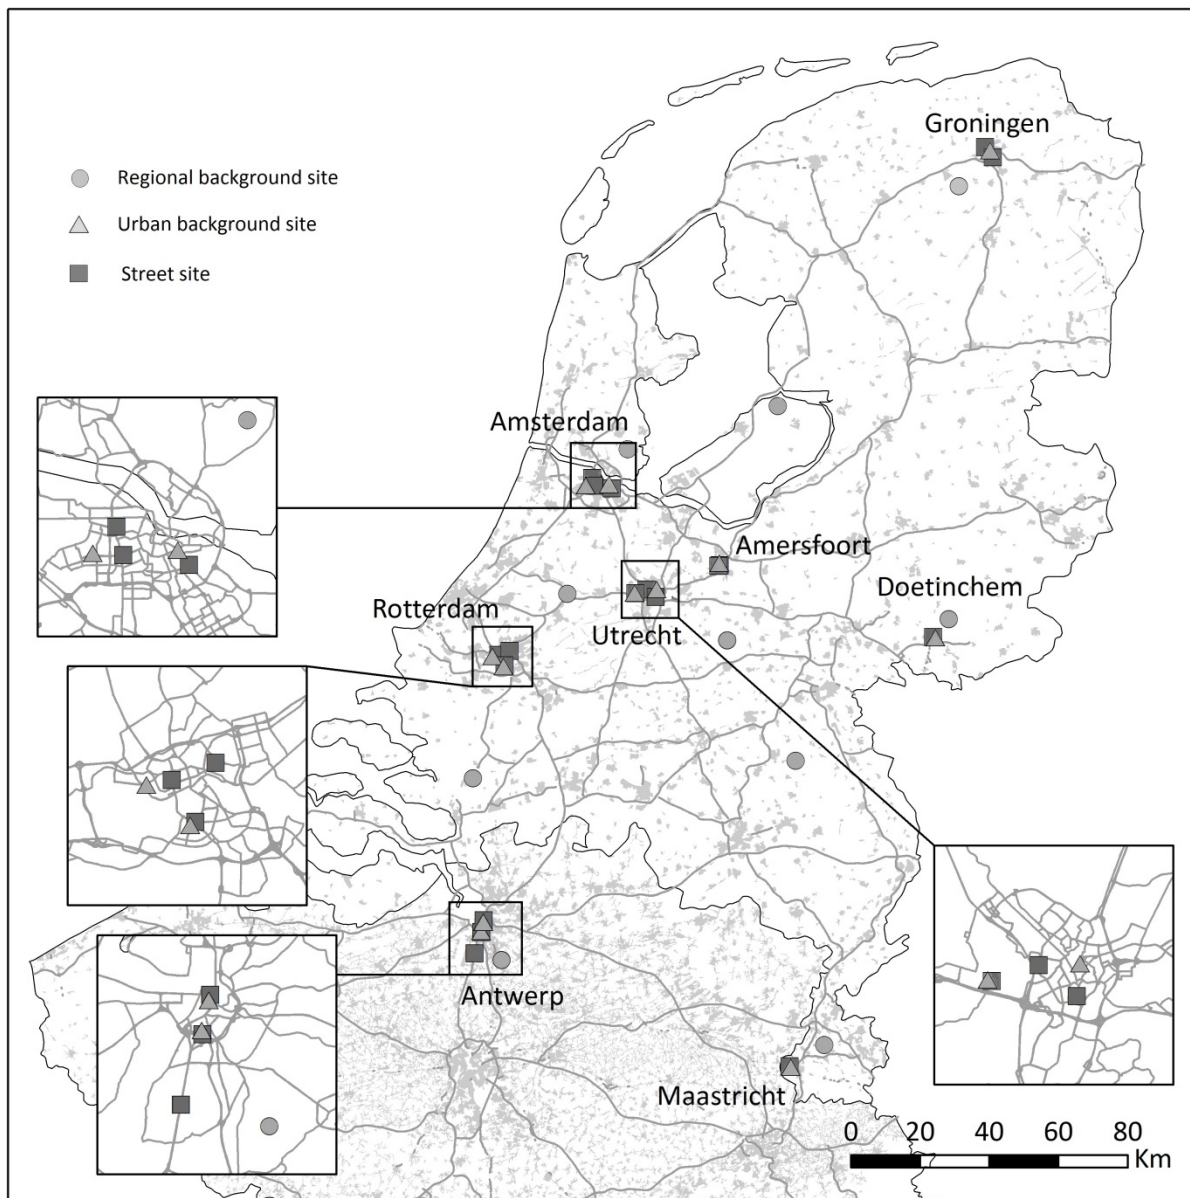 Groningen
Regional background site
Urban background site
Street site
Amsterdam
Amersfoort
Doetinchem
Rotterdam
Utrecht
Antwerp
Maastricht
0 20 40 60 80
Km